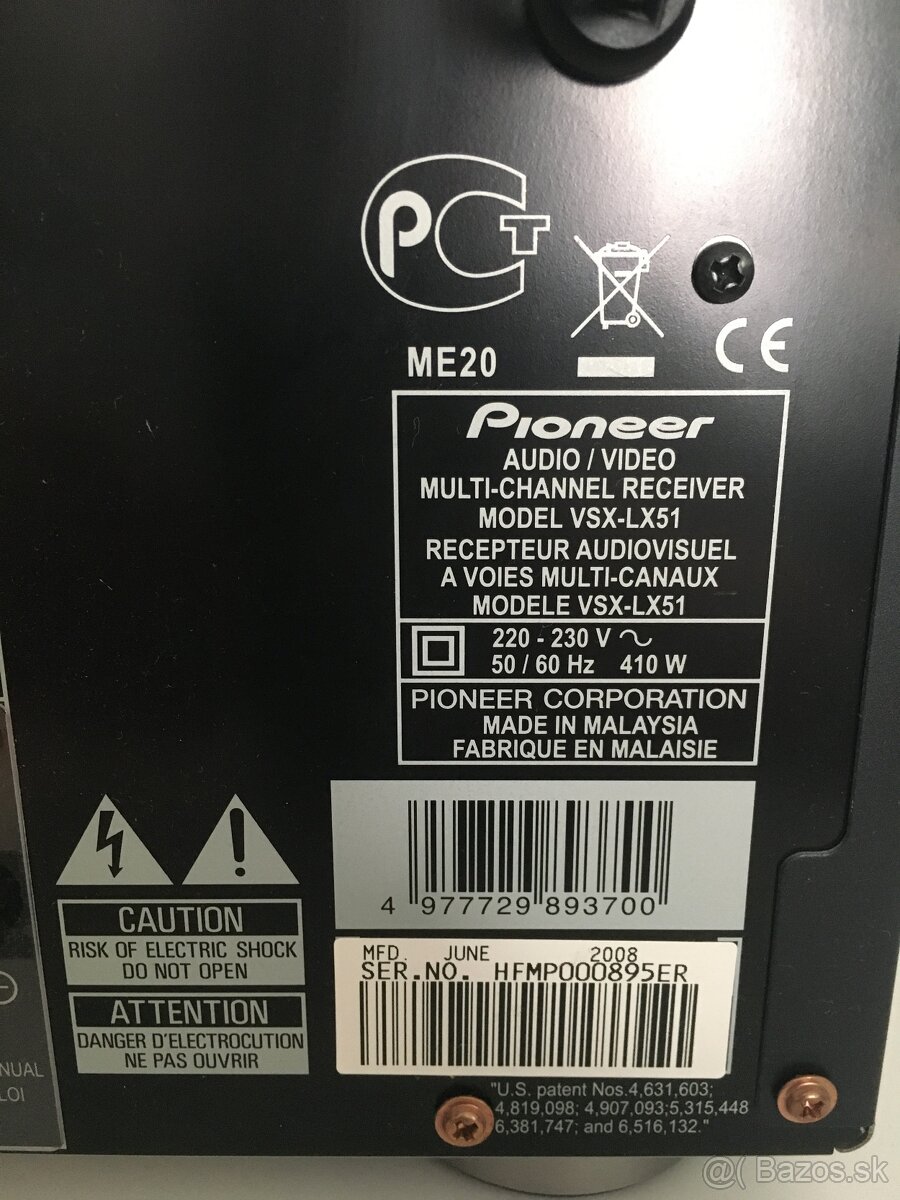 PCT
ME20
CE
Pioneer
AUDIO / VIDEO
MULTI-CHANNEL RECEIVER
MODEL VSX-LX51
RECEPTEUR AUDIOVISUEL
A VOIES MULTI-CANAUX
MODELE VSX-LX51
220 - 230 V ~
50 / 60 Hz 410 W
PIONEER CORPORATION
MADE IN MALAYSIA
FABRIQUE EN MALAISIE
4 977729 893700
CAUTION
RISK OF ELECTRIC SHOCK
DO NOT OPEN
ATTENTION
DANGER D'ELECTROCUTION
NE PAS OUVRIR
MFD. JUNE 2008
SER.NO. HFMP000895ER
NUAL
LOI
"U.S. patent Nos.4,631,603;
4,819,098; 4,907,093;5,315,448
6,381,747; and 6,516,132."
@( Bazos.sk